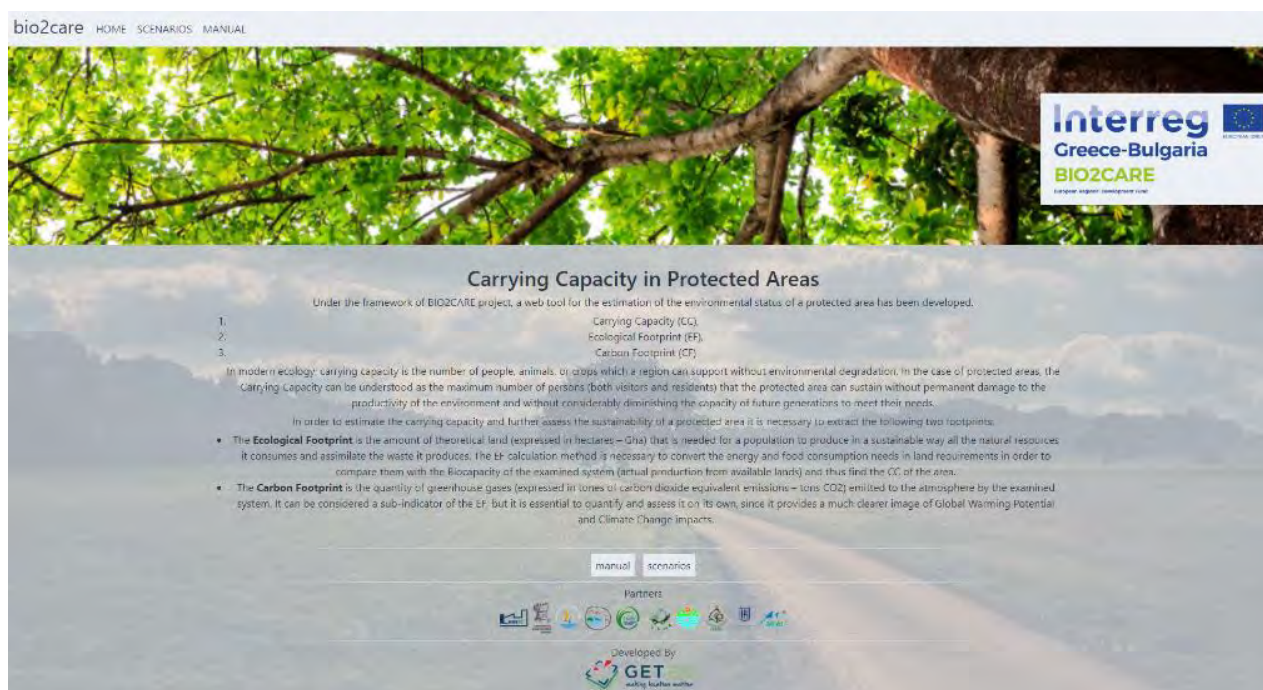 bio2care HOME SCENARIOS MANUAL
Interreg
EUROPEAN UNION
Greece-Bulgaria
BIO2CARE
European Regional Development Fund
Carrying Capacity in Protected Areas
Under the framework of BIO2CARE project, a web tool for the estimation of the environmental status of a protected area has been developed.
1. Carrying Capacity (CC),
2. Ecological Footprint (EF),
3. Carbon Footprint (CF)
In modern ecology, carrying capacity is the number of people, animals, or crops which a region can support without environmental degradation. In the case of protected areas, the
Carrying Capacity can be understood as the maximum number of persons (both visitors and residents) that the protected area can sustain without permanent damage to the
productivity of the environment and without considerably diminishing the capacity of future generations to meet their needs.
In order to estimate the carrying capacity and further assess the sustainability of a protected area it is necessary to extract the following two footprints:
• The Ecological Footprint is the amount of theoretical land (expressed in hectares – Gha) that is needed for a population to produce in a sustainable way all the natural resources
it consumes and assimilate the waste it produces. The EF calculation method is necessary to convert the energy and food consumption needs in land requirements in order to
compare them with the Biocapacity of the examined system (actual production from available lands) and thus find the CC of the area.
• The Carbon Footprint is the quantity of greenhouse gases (expressed in tones of carbon dioxide equivalent emissions – tons CO2) emitted to the atmosphere by the examined
system. It can be considered a sub-indicator of the EF, but it is essential to quantify and assess it on its own, since it provides a much clearer image of Global Warming Potential
and Climate Change impacts.
manual scenarios
Partners
Developed By
GET
making location matter